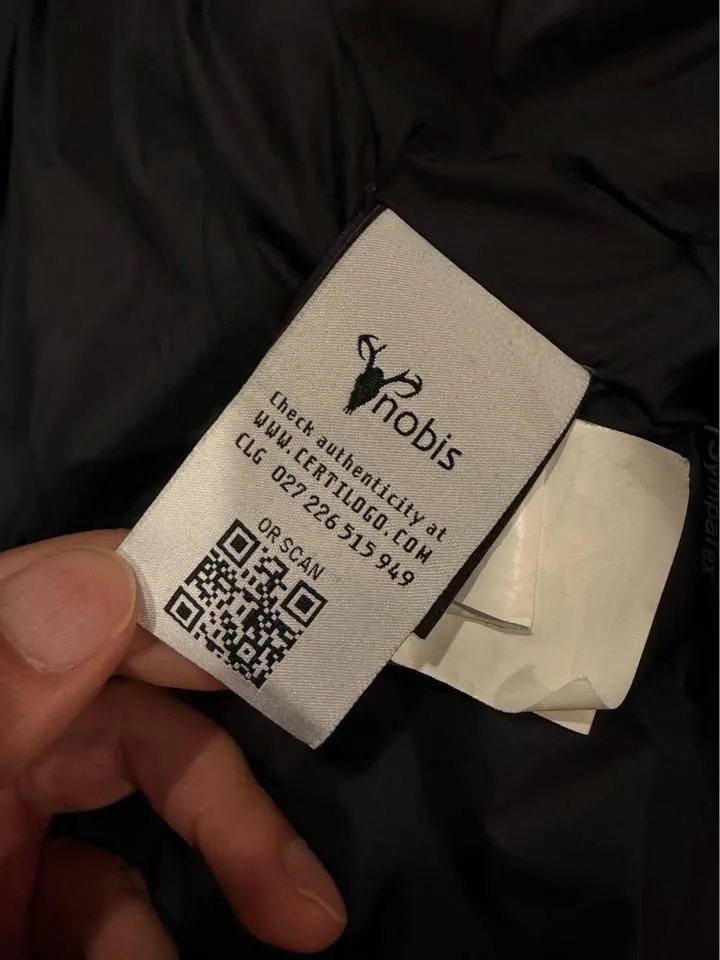 nobis
Check authenticity at
WWW.CERTILOGO.COM
CLG 027 226 515 949
OR SCAN